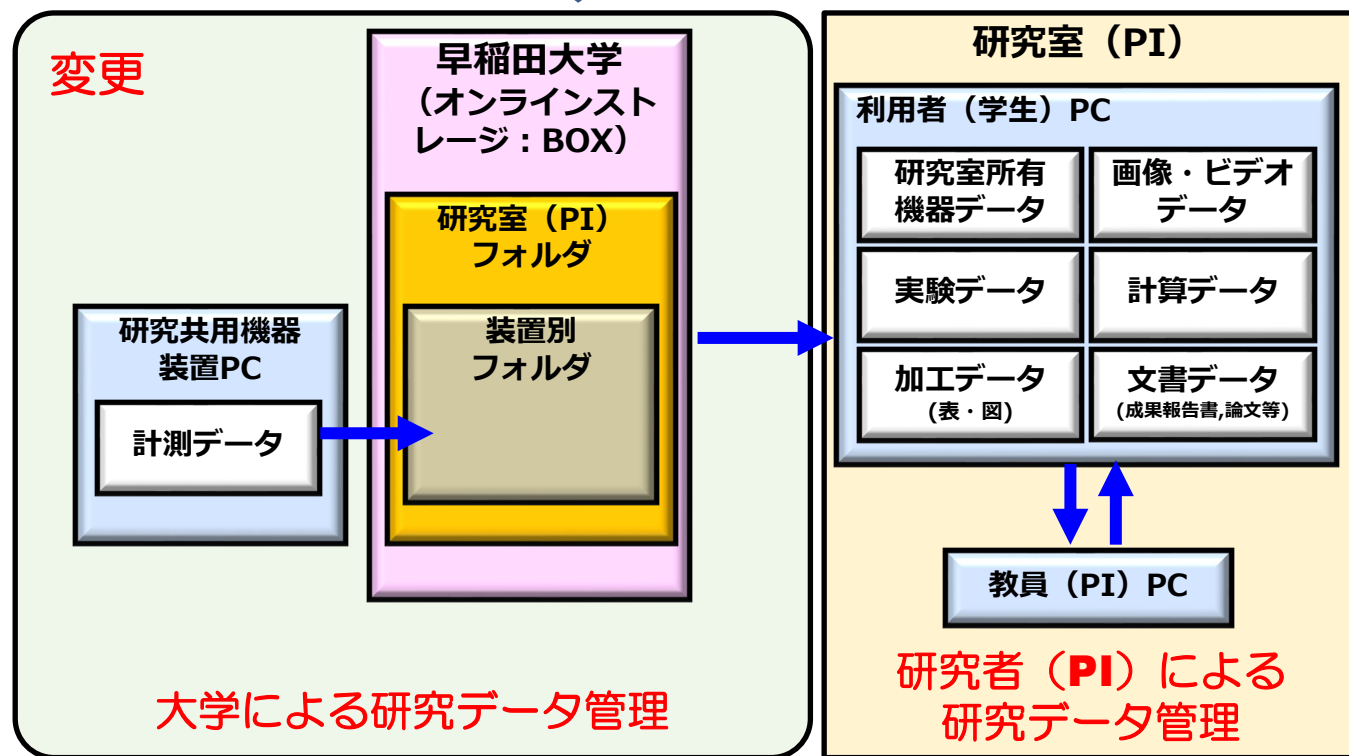 変更
早稲田大学
（オンラインスト
レージ：BOX）
研究室（PI）
フォルダ
装置別
フォルダ
研究共用機器
装置PC
計測データ
大学による研究データ管理
研究室（PI）
利用者（学生）PC
研究室所有
機器データ
画像・ビデオ
データ
実験データ
計算データ
加工データ
(表・図)
文書データ
(成果報告書,論文等)
教員（PI）PC
研究者（PI）による
研究データ管理